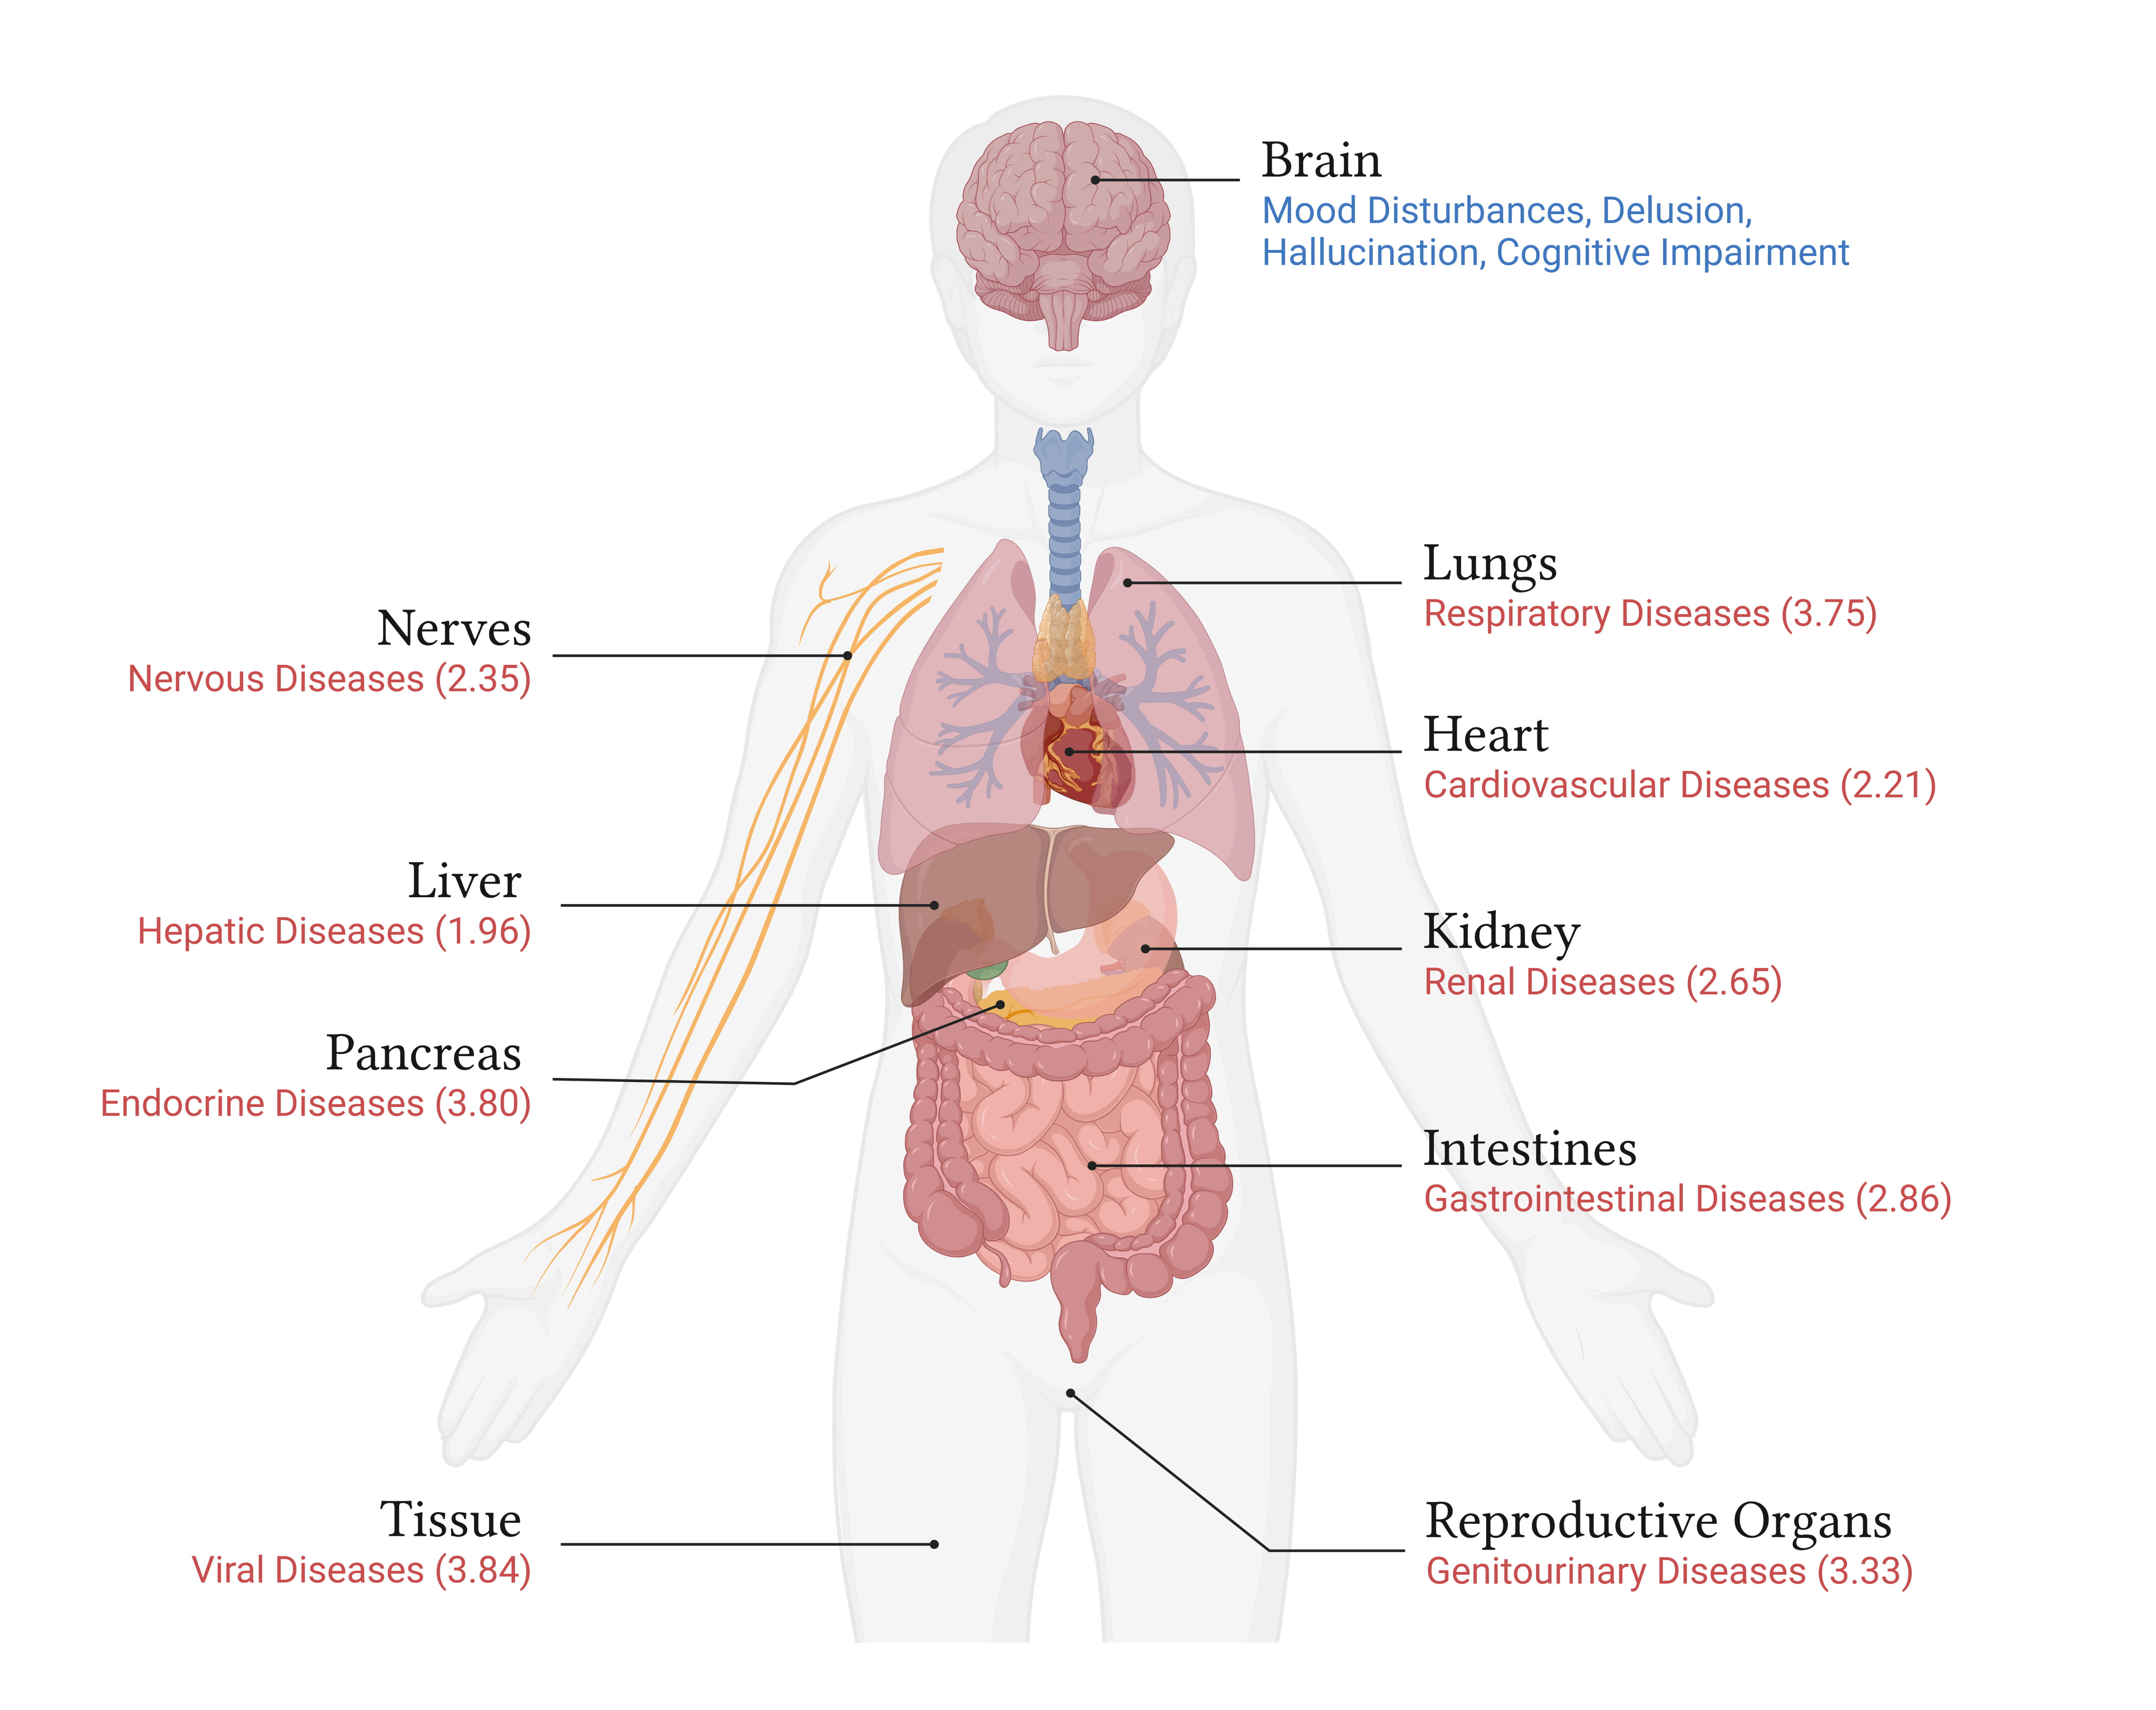 Brain
Mood Disturbances, Delusion,
Hallucination, Cognitive Impairment
Lungs
Respiratory Diseases (3.75)
Nerves
Nervous Diseases (2.35)
Heart
Cardiovascular Diseases (2.21)
Liver
Hepatic Diseases (1.96)
Kidney
Renal Diseases (2.65)
Pancreas
Endocrine Diseases (3.80)
Intestines
Gastrointestinal Diseases (2.86)
Tissue
Viral Diseases (3.84)
Reproductive Organs
Genitourinary Diseases (3.33)